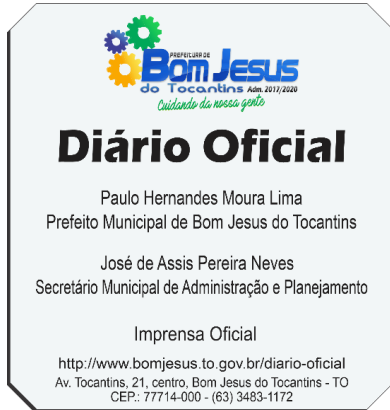 PREFEITURA DE
Bom Jesus
do Tocantins Adm. 2017/2020
Cuidando da nossa gente
Diário Oficial
Paulo Hernandes Moura Lima
Prefeito Municipal de Bom Jesus do Tocantins
José de Assis Pereira Neves
Secretário Municipal de Administração e Planejamento
Imprensa Oficial
http://www.bomjesus.to.gov.br/diario-oficial
Av. Tocantins, 21, centro, Bom Jesus do Tocantins - TO
CEP.: 77714-000 - (63) 3483-1172